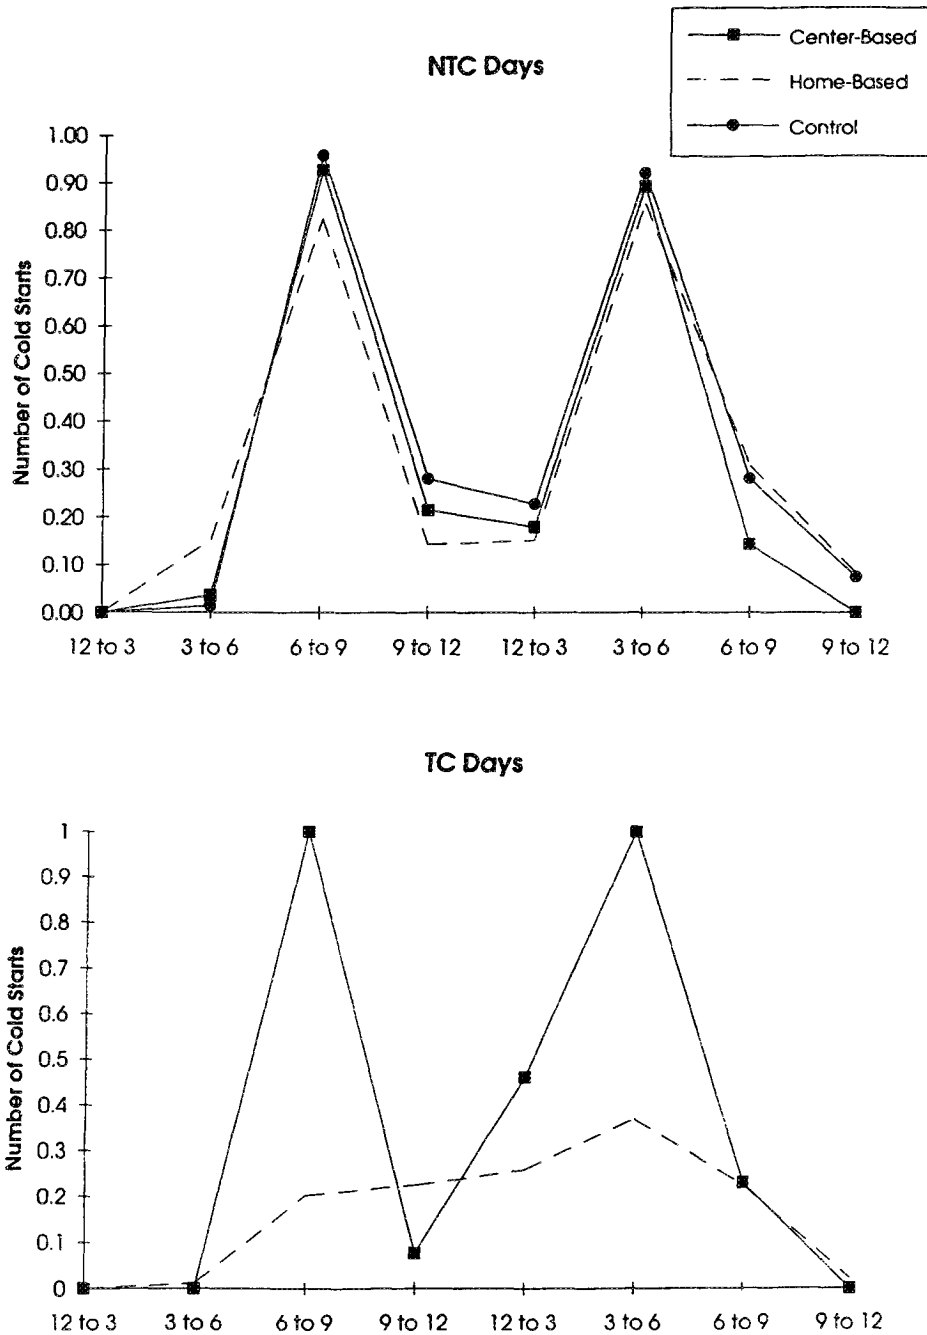 Center-Based
Home-Based
Control
NTC Days
Number of Cold Starts
1.00
0.90
0.80
0.70
0.60
0.50
0.40
0.30
0.20
0.10
0.00
12 to 3 3 to 6 6 to 9 9 to 12 12 to 3 3 to 6 6 to 9 9 to 12
TC Days
Number of Cold Starts
1
0.9
0.8
0.7
0.6
0.5
0.4
0.3
0.2
0.1
0
12 to 3 3 to 6 6 to 9 9 to 12 12 to 3 3 to 6 6 to 9 9 to 12